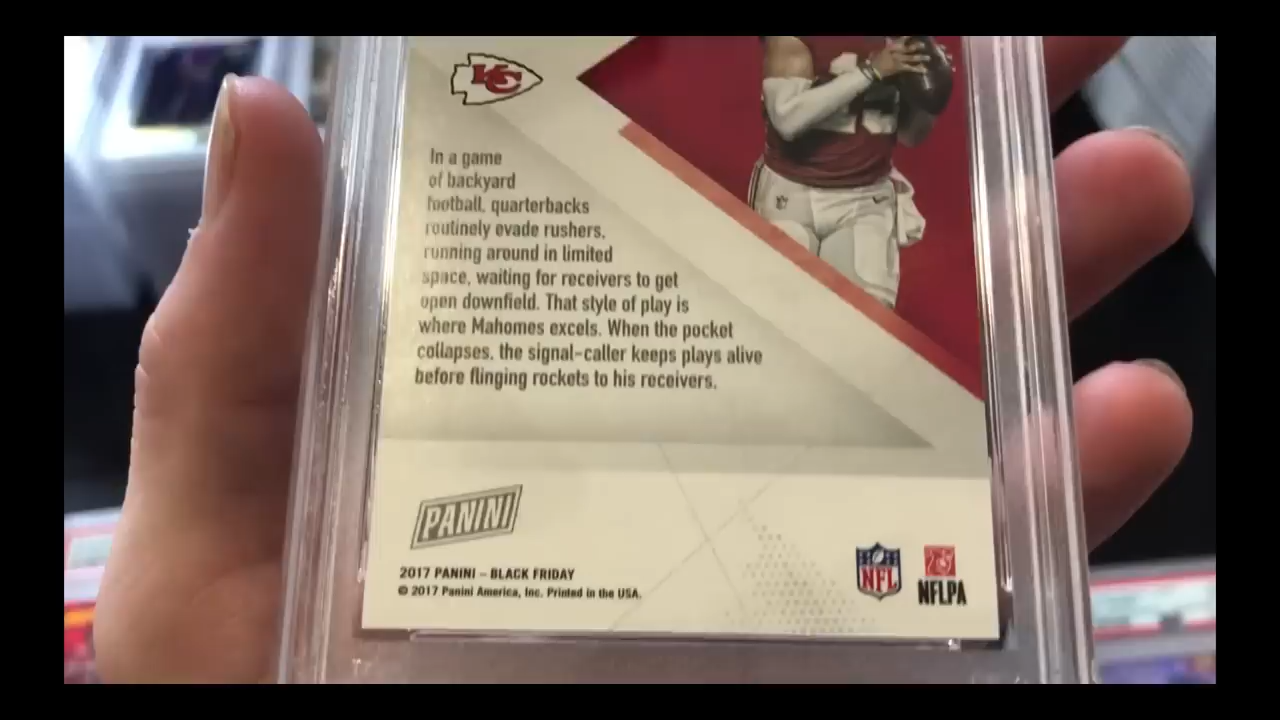 KC
In a game
of backyard
football, quarterbacks
routinely evade rushers,
running around in limited
space, waiting for receivers to get
open downfield. That style of play is
where Mahomes excels. When the pocket
collapses, the signal-caller keeps plays alive
before flinging rockets to his receivers.
PANINI
2017 PANINI – BLACK FRIDAY
© 2017 Panini America, Inc. Printed in the USA.
NFL
NFLPA